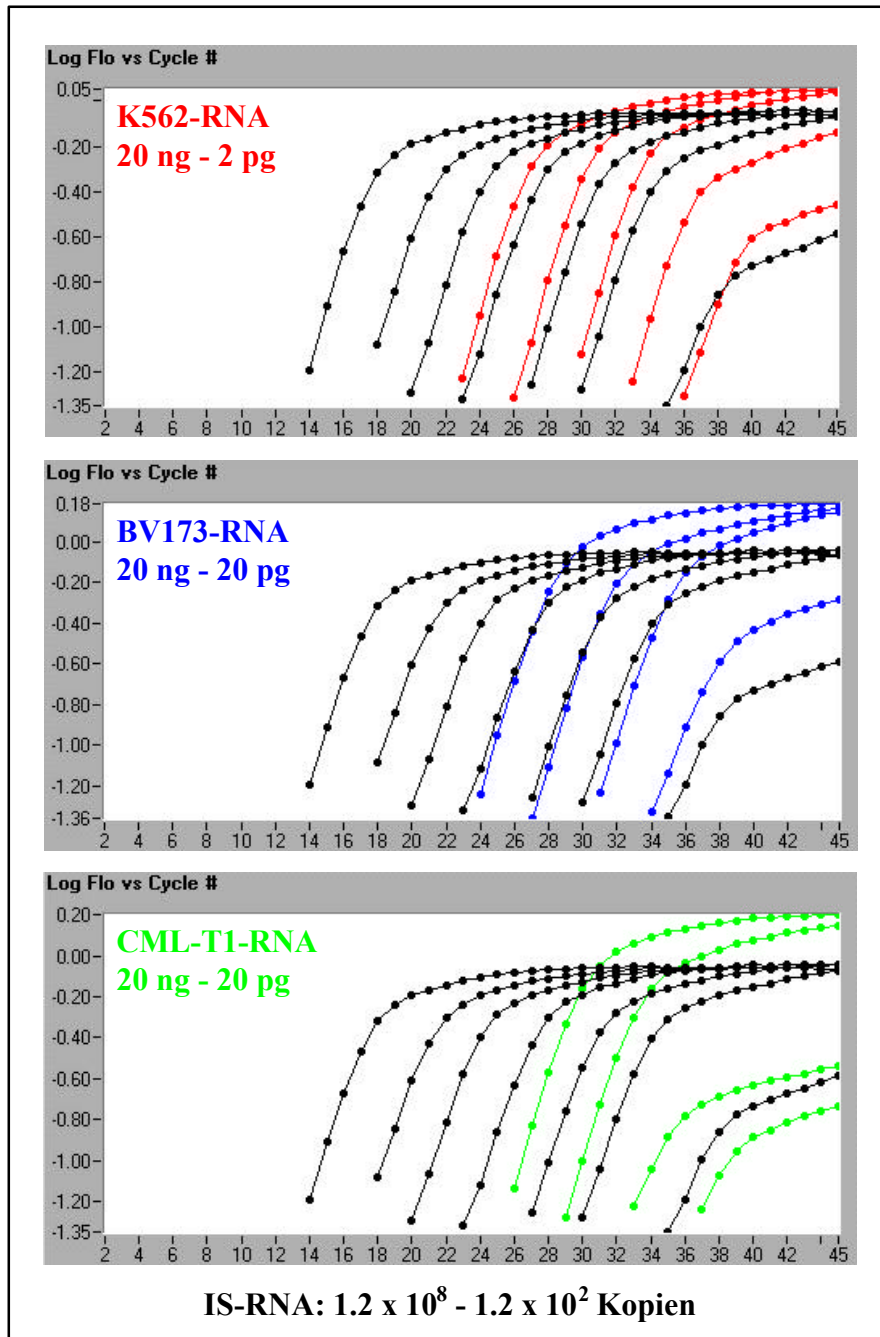 Log Flo vs Cycle #
K562-RNA
20 ng - 2 pg
0.05
-0.20
-0.40
-0.60
-0.80
-1.00
-1.20
-1.35
2 4 6 8 10 12 14 16 18 20 22 24 26 28 30 32 34 36 38 40 42 45
Log Flo vs Cycle #
BV173-RNA
20 ng - 20 pg
0.18
0.00
-0.20
-0.40
-0.60
-0.80
-1.00
-1.20
-1.36
2 4 6 8 10 12 14 16 18 20 22 24 26 28 30 32 34 36 38 40 42 45
Log Flo vs Cycle #
CML-T1-RNA
20 ng - 20 pg
0.20
0.00
-0.20
-0.40
-0.60
-0.80
-1.00
-1.20
-1.35
2 4 6 8 10 12 14 16 18 20 22 24 26 28 30 32 34 36 38 40 42 45
IS-RNA: 1.2 x 10⁸ - 1.2 x 10² Kopien